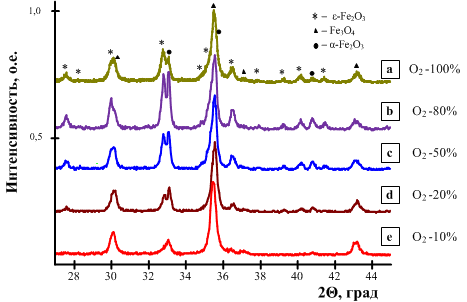 1,0
* – ε-Fe2O3
▲ – Fe3O4
● – α-Fe2O3
a O2-100%
b O2-80%
0,5
c O2-50%
d O2-20%
e O2-10%
Интенсивность, о.е.
28 30 32 34 36 38 40 42 44
2Θ, град